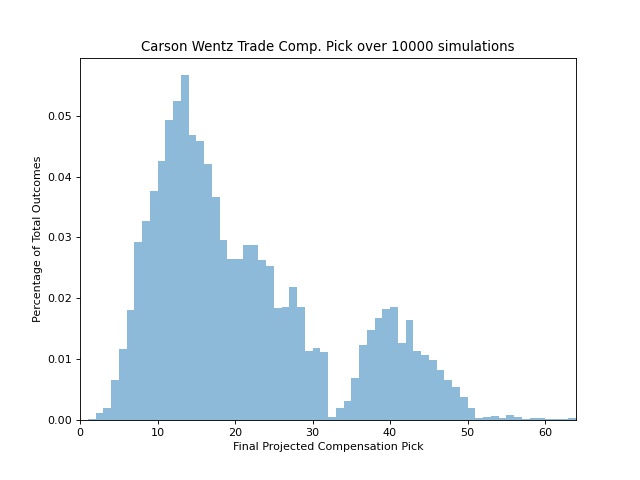 Carson Wentz Trade Comp. Pick over 10000 simulations
Percentage of Total Outcomes
0.05
0.04
0.03
0.02
0.01
0.00
0 10 20 30 40 50 60
Final Projected Compensation Pick